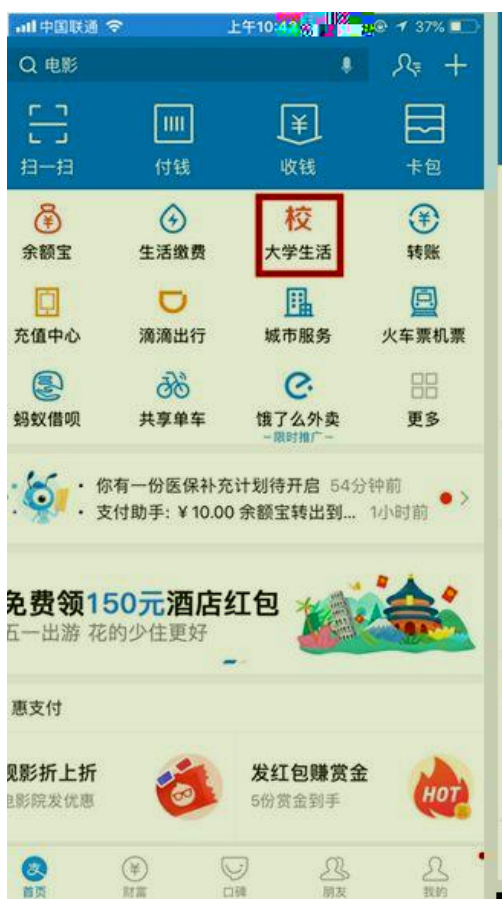 中国联通 上午10:42 37%
电影
扫一扫 付钱 收钱 卡包
余额宝 生活缴费 校 大学生活 转账
充值中心 滴滴出行 城市服务 火车票机票
蚂蚁借呗 共享单车 饿了么外卖 更多
-限时推广-
· 你有一份医保补充计划待开启 54分钟前
· 支付助手: ¥10.00 余额宝转出到... 1小时前
免费领150元酒店红包
五一出游 花的少住更好
惠支付
观影折上折 发红包赚赏金
电影院发优惠 5份赏金到手
HOT
首页 财富 口碑 朋友 我的